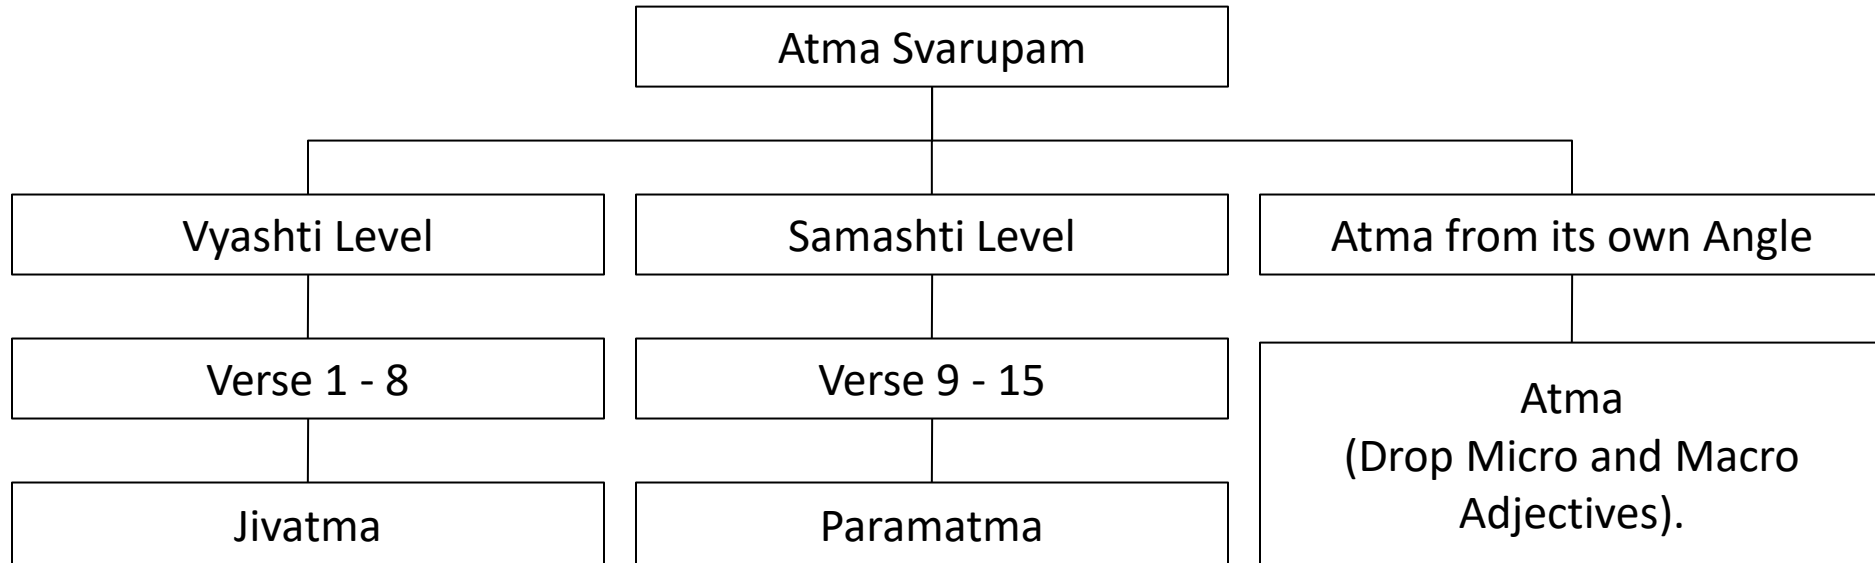 Atma Svarupam
Vyashti Level
Samashti Level
Atma from its own Angle
Verse 1 - 8
Verse 9 - 15
Atma
(Drop Micro and Macro
Adjectives).
Jivatma
Paramatma